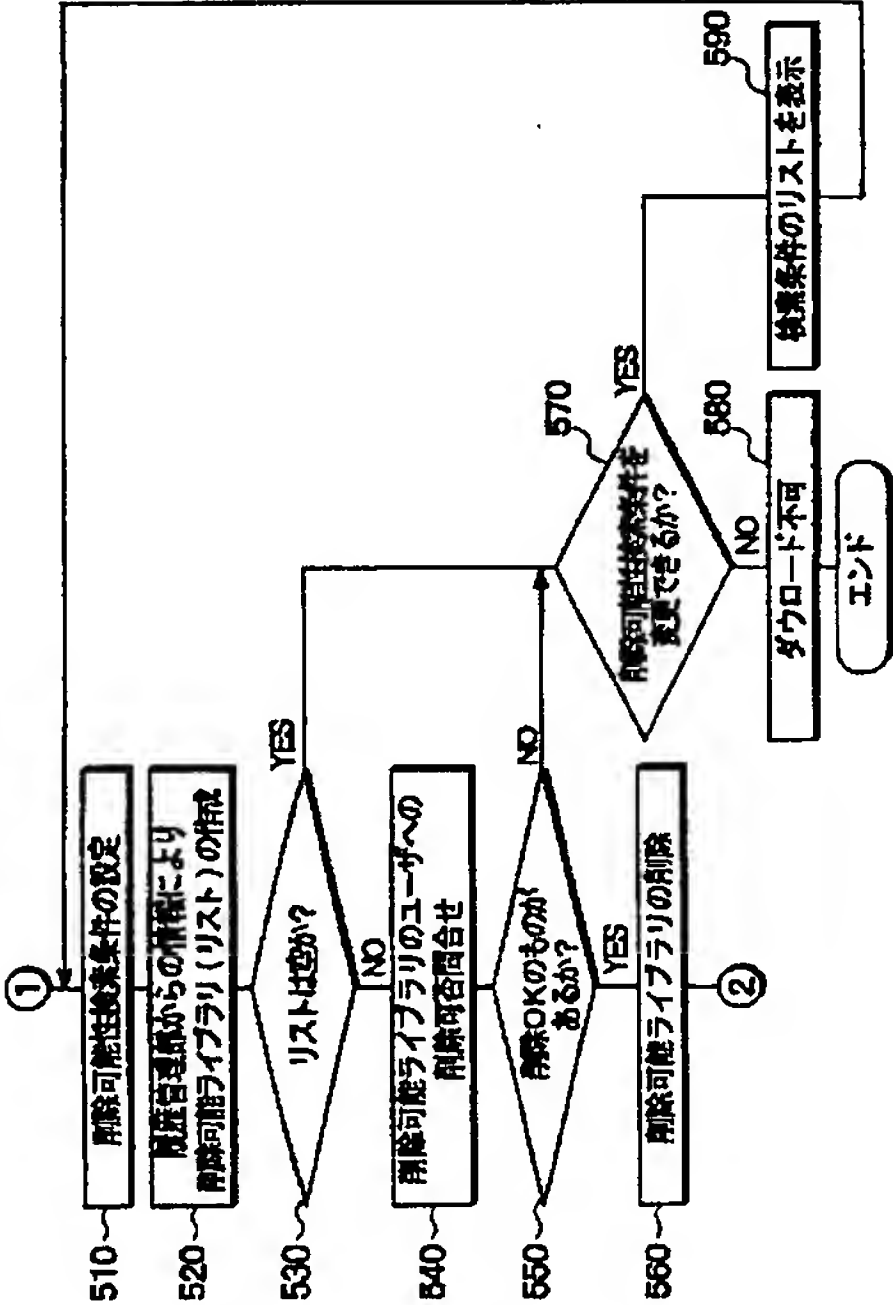 ①
510
削除可能性検索条件の設定
520
履歴管理部からの情報により
削除可能ライブラリ(リスト)の作成
530
リストは空か?
YES
NO
540
削除可能ライブラリのユーザへの
削除可否問合せ
550
削除OKのものが
あるか?
NO
YES
560
削除可能ライブラリの削除
②
570
削除可能性検索条件を
変更できるか?
YES
NO
580
ダウロード不可
エンド
590
検索条件のリストを表示